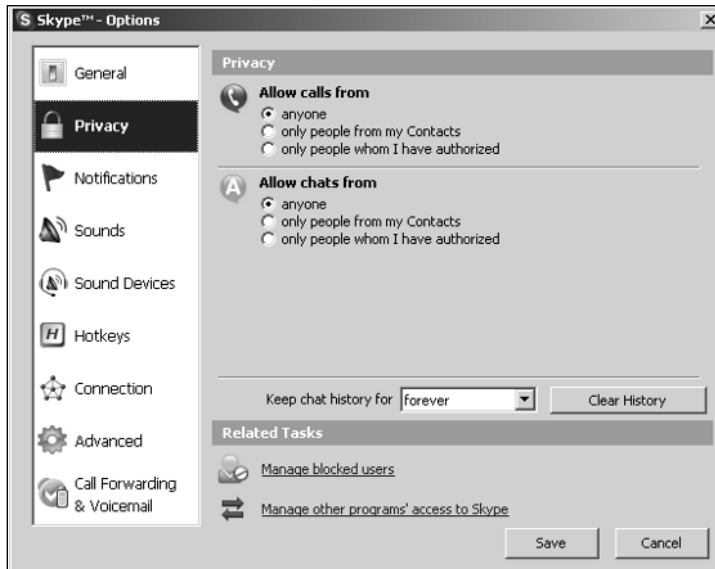 Skype™ - Options
General
Privacy
Notifications
Sounds
Sound Devices
Hotkeys
Connection
Advanced
Call Forwarding
& Voicemail
Privacy
Allow calls from
anyone
only people from my Contacts
only people whom I have authorized
Allow chats from
anyone
only people from my Contacts
only people whom I have authorized
Keep chat history for forever Clear History
Related Tasks
Manage blocked users
Manage other programs' access to Skype
Save Cancel